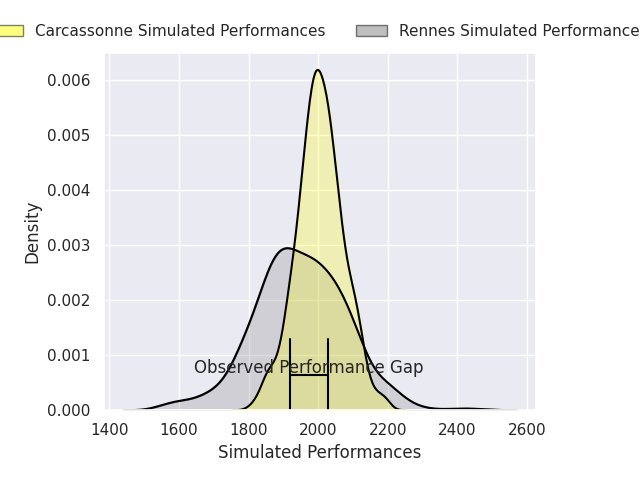 Carcassonne Simulated Performances
Rennes Simulated Performance
0.006
0.005
0.004
0.003
0.002
0.001
0.000
Density
Observed Performance Gap
1400 1600 1800 2000 2200 2400 2600
Simulated Performances